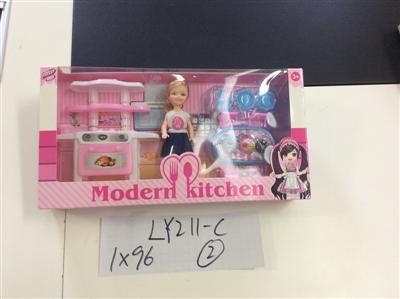 3+
Modern kitchen
LY211-C
1x96 ②